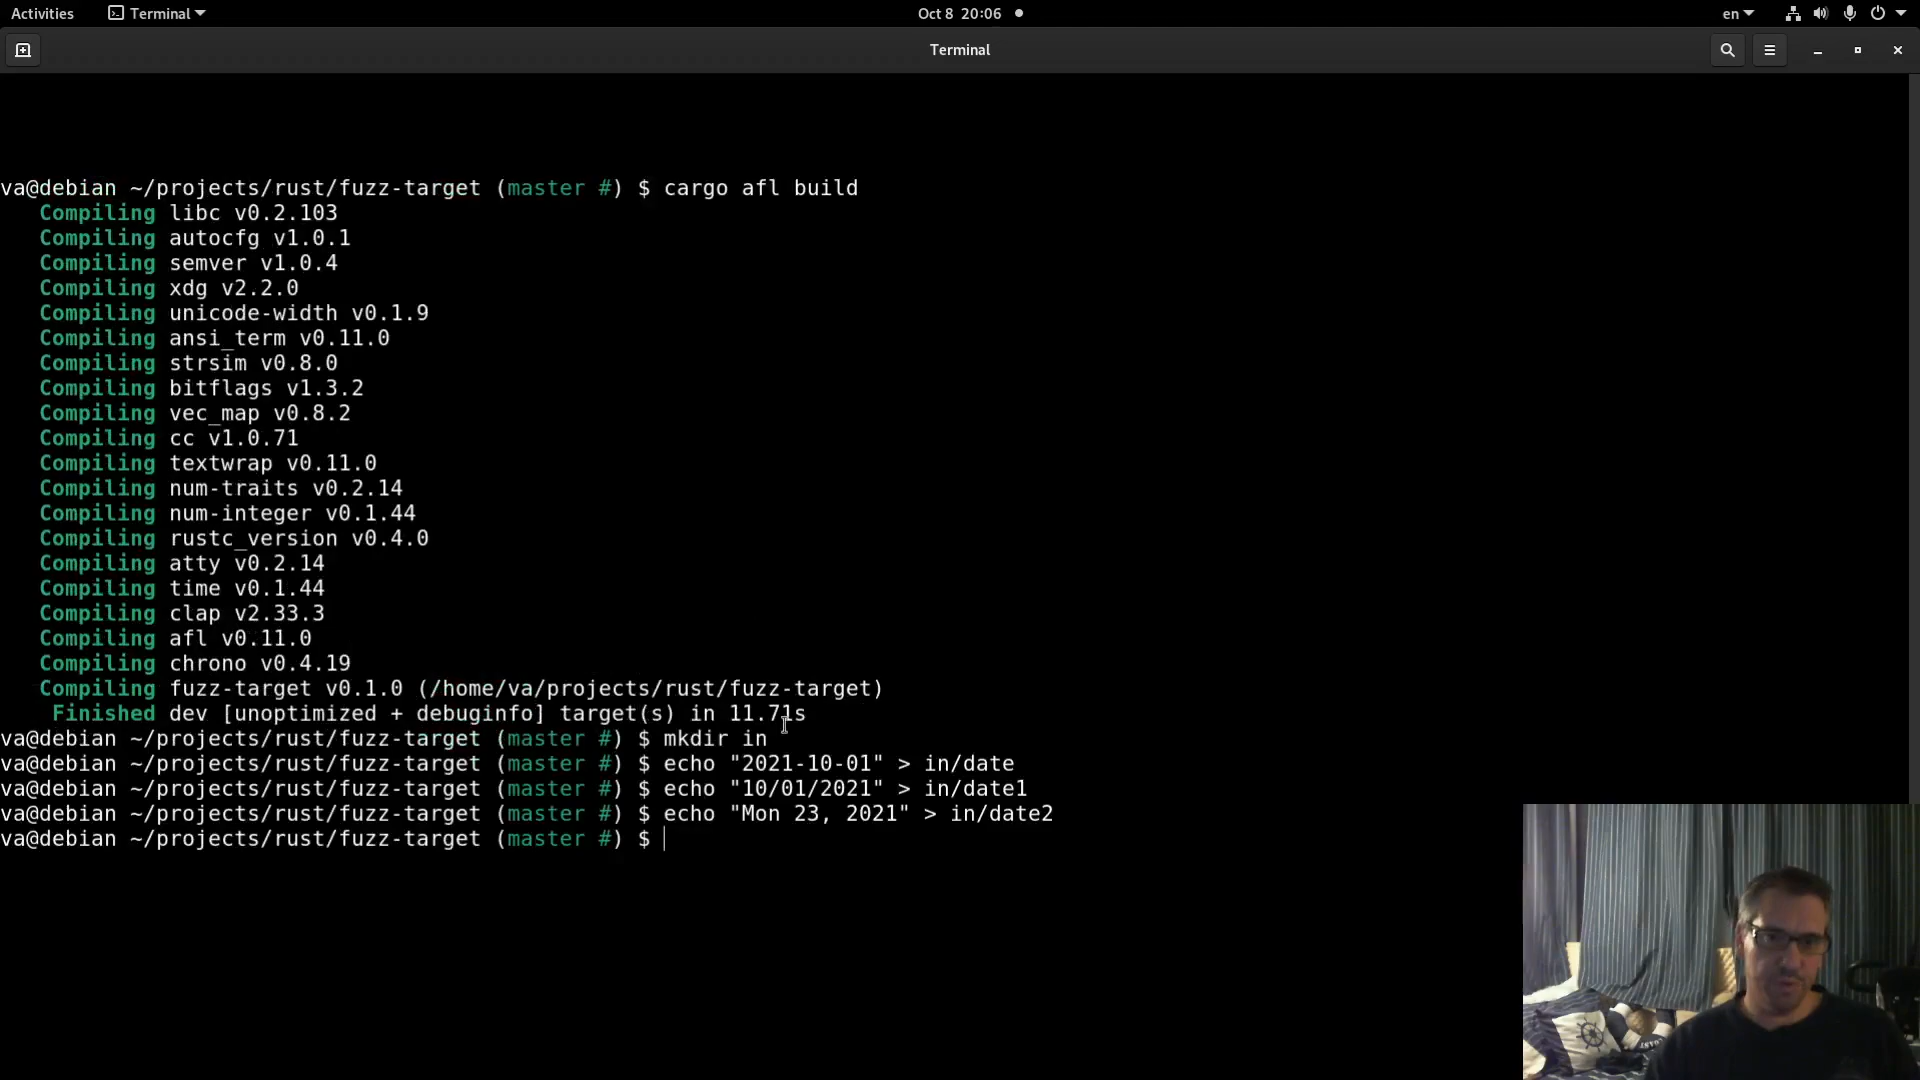 Activities Terminal Oct 8 20:06 en
Terminal
va@debian ~/projects/rust/fuzz-target (master #) $ cargo afl build
Compiling libc v0.2.103
Compiling autocfg v1.0.1
Compiling semver v1.0.4
Compiling xdg v2.2.0
Compiling unicode-width v0.1.9
Compiling ansi_term v0.11.0
Compiling strsim v0.8.0
Compiling bitflags v1.3.2
Compiling vec_map v0.8.2
Compiling cc v1.0.71
Compiling textwrap v0.11.0
Compiling num-traits v0.2.14
Compiling num-integer v0.1.44
Compiling rustc_version v0.4.0
Compiling atty v0.2.14
Compiling time v0.1.44
Compiling clap v2.33.3
Compiling afl v0.11.0
Compiling chrono v0.4.19
Compiling fuzz-target v0.1.0 (/home/va/projects/rust/fuzz-target)
Finished dev [unoptimized + debuginfo] target(s) in 11.71s
va@debian ~/projects/rust/fuzz-target (master #) $ mkdir in
va@debian ~/projects/rust/fuzz-target (master #) $ echo "2021-10-01" > in/date
va@debian ~/projects/rust/fuzz-target (master #) $ echo "10/01/2021" > in/date1
va@debian ~/projects/rust/fuzz-target (master #) $ echo "Mon 23, 2021" > in/date2
va@debian ~/projects/rust/fuzz-target (master #) $